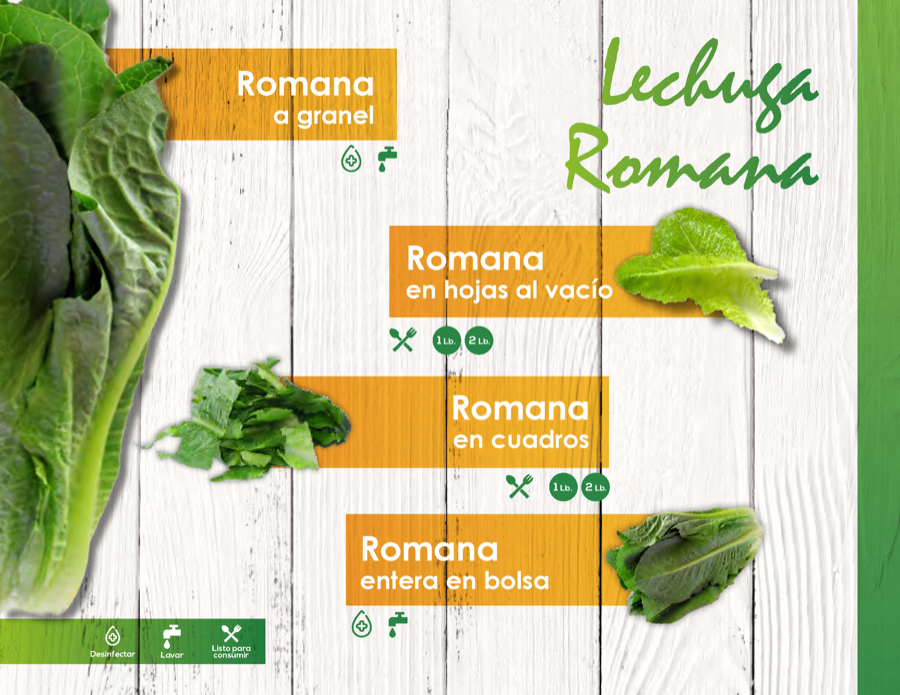 Lechuga
Romana
Romana
a granel
Romana
en hojas al vacío
1 Lb. 2 Lb.
Romana
en cuadros
1 Lb. 2 Lb.
Romana
entera en bolsa
Desinfectar
Lavar
Listo para
consumir